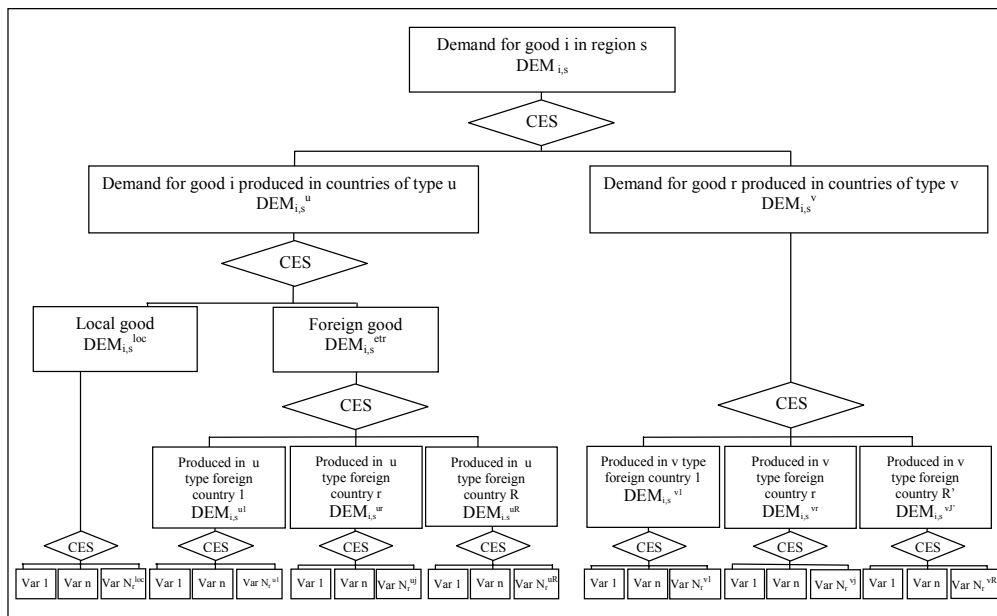 Demand for good i in region s
DEM i,s
CES
Demand for good i produced in countries of type u
DEMi,s^u
Demand for good r produced in countries of type v
DEMi,s^v
CES
Local good
DEMi,s^loc
Foreign good
DEMi,s^etr
CES
CES
Produced in u
type foreign
country 1
DEMi,s^u1
Produced in u
type foreign
country r
DEMi,s^ur
Produced in u
type foreign
country R
DEMi,s^uR
Produced in v type
foreign country 1
DEMi,s^v1
Produced in v
type foreign
country r
DEMi,s^vr
Produced in v
type foreign
country R’
DEMi,s^vJ’
CES
CES
CES
CES
CES
CES
CES
Var 1
Var n
Var Nr^loc
Var 1
Var n
Var Nr^u1
Var 1
Var n
Var Nr^uj
Var 1
Var n
Var Nr^uR
Var 1
Var n
Var Nr^v1
Var 1
Var n
Var Nr^vj
Var 1
Var n
Var Nr^vR